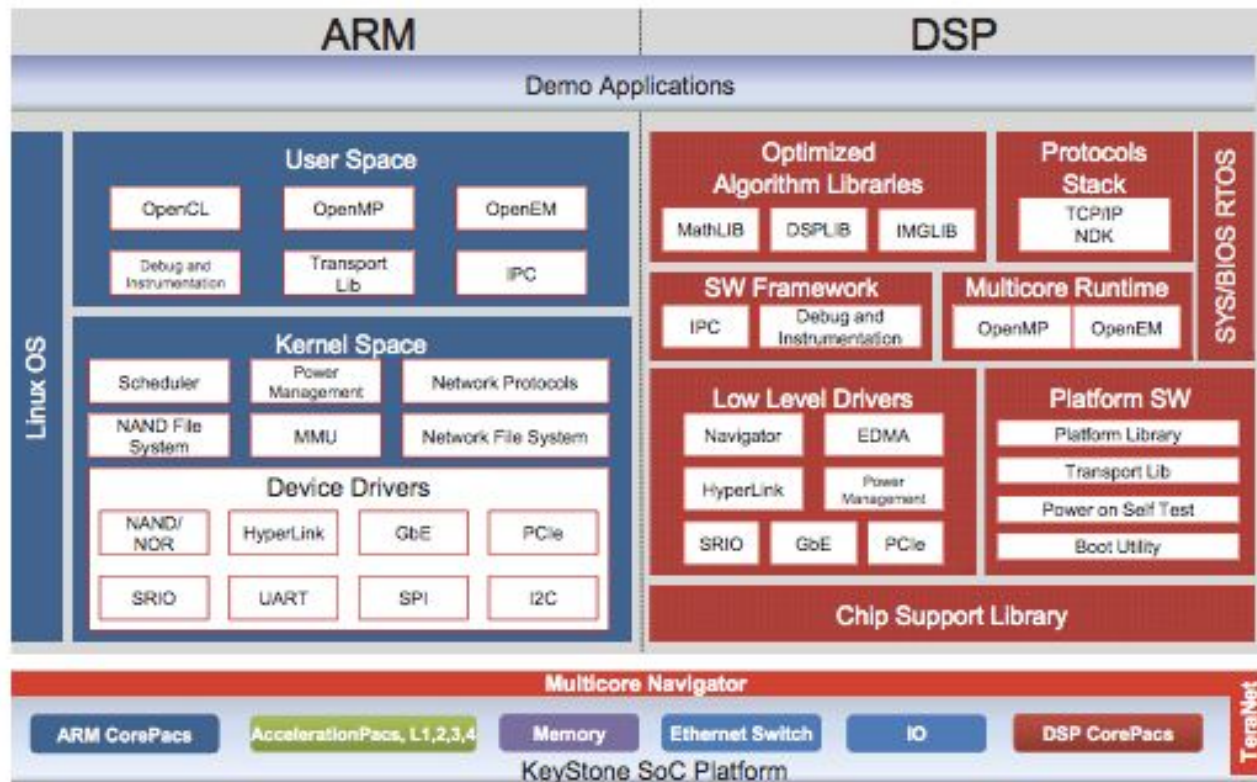 ARM
DSP
Demo Applications
Linux OS
User Space
OpenCL
OpenMP
OpenEM
Debug and
Instrumentation
Transport
Lib
IPC
Kernel Space
Scheduler
Power
Management
Network Protocols
NAND File
System
MMU
Network File System
Device Drivers
NAND/
NOR
HyperLink
GbE
PCIe
SRIO
UART
SPI
I2C
Optimized
Algorithm Libraries
MathLIB
DSPLIB
IMGLIB
Protocols
Stack
TCP/IP
NDK
SYS/BIOS RTOS
SW Framework
IPC
Debug and
Instrumentation
Multicore Runtime
OpenMP
OpenEM
Low Level Drivers
Navigator
EDMA
HyperLink
Power
Management
SRIO
GbE
PCIe
Platform SW
Platform Library
Transport Lib
Power on Self Test
Boot Utility
Chip Support Library
Multicore Navigator
TeraNet
ARM CorePacs
AccelerationPacs, L1,2,3,4
Memory
Ethernet Switch
IO
DSP CorePacs
KeyStone SoC Platform